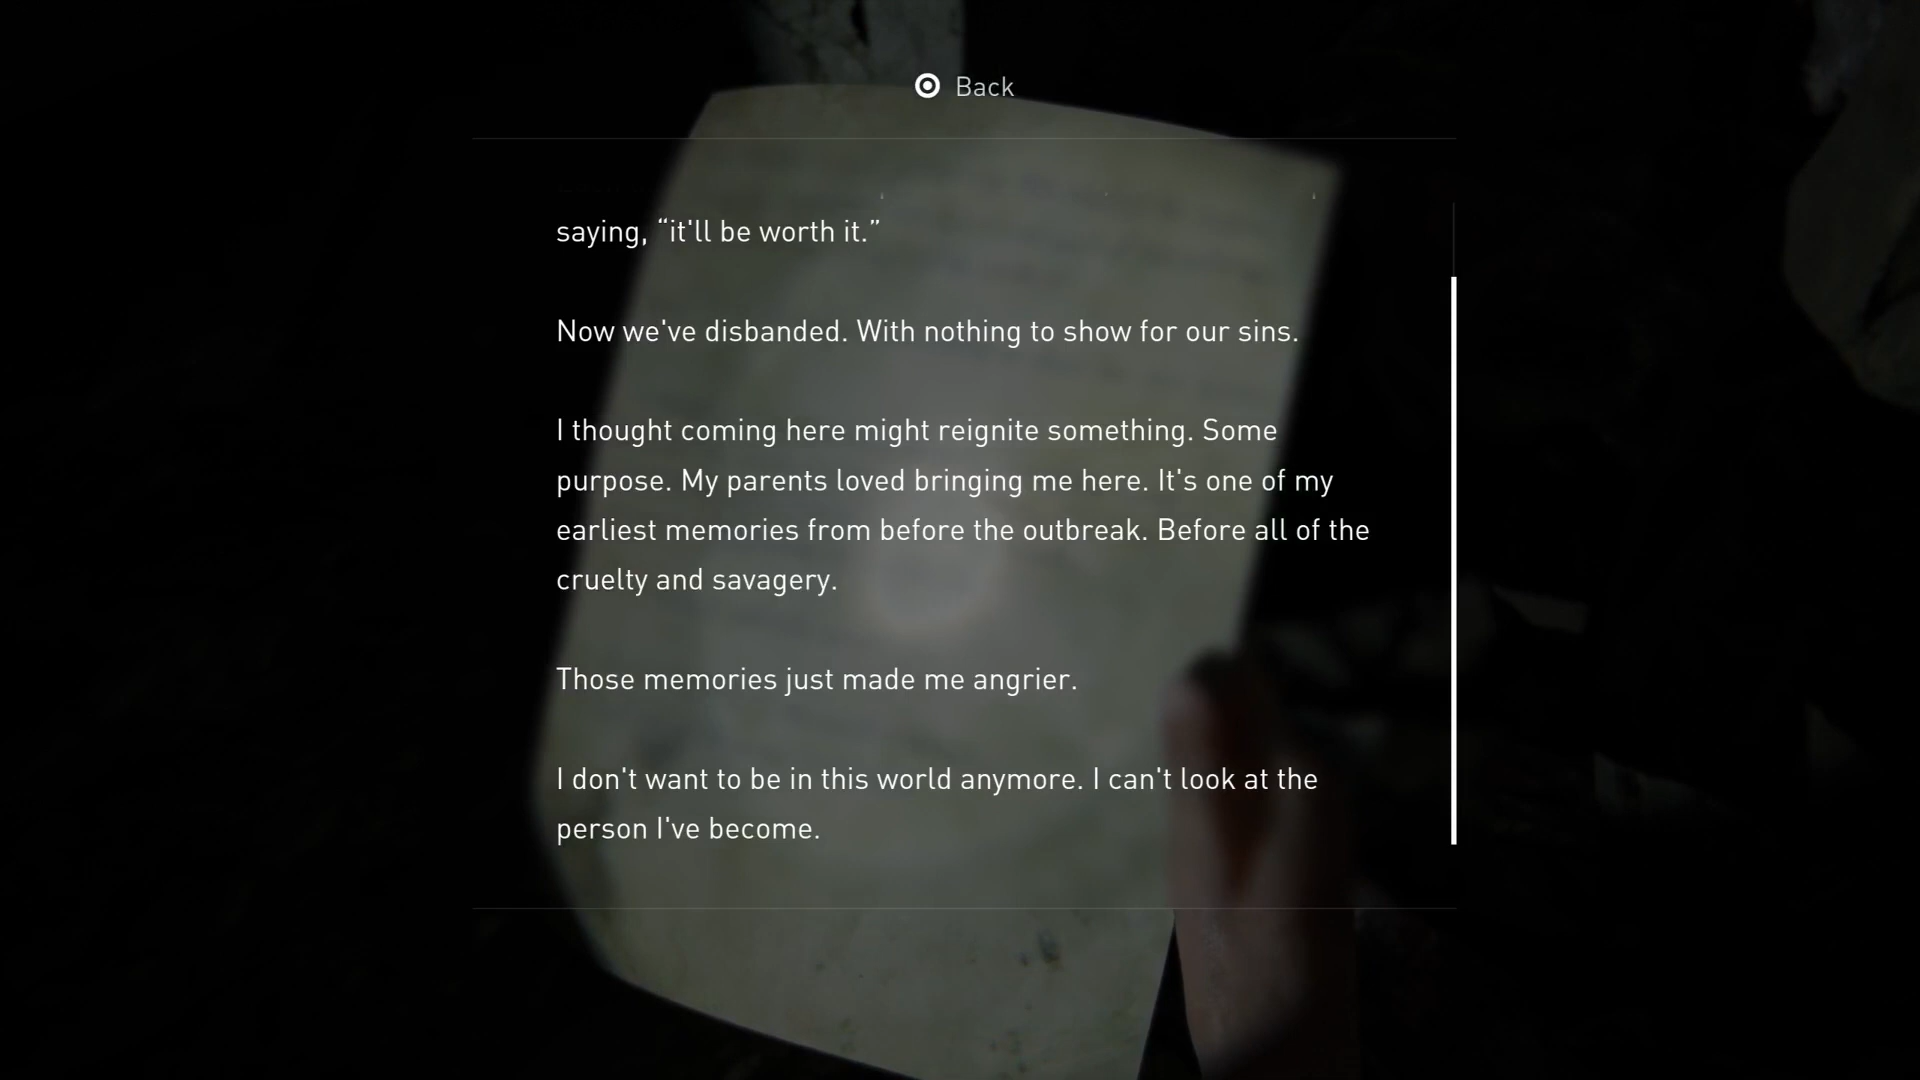 Back
saying, “it'll be worth it.”
Now we've disbanded. With nothing to show for our sins.
I thought coming here might reignite something. Some
purpose. My parents loved bringing me here. It's one of my
earliest memories from before the outbreak. Before all of the
cruelty and savagery.
Those memories just made me angrier.
I don't want to be in this world anymore. I can't look at the
person I've become.